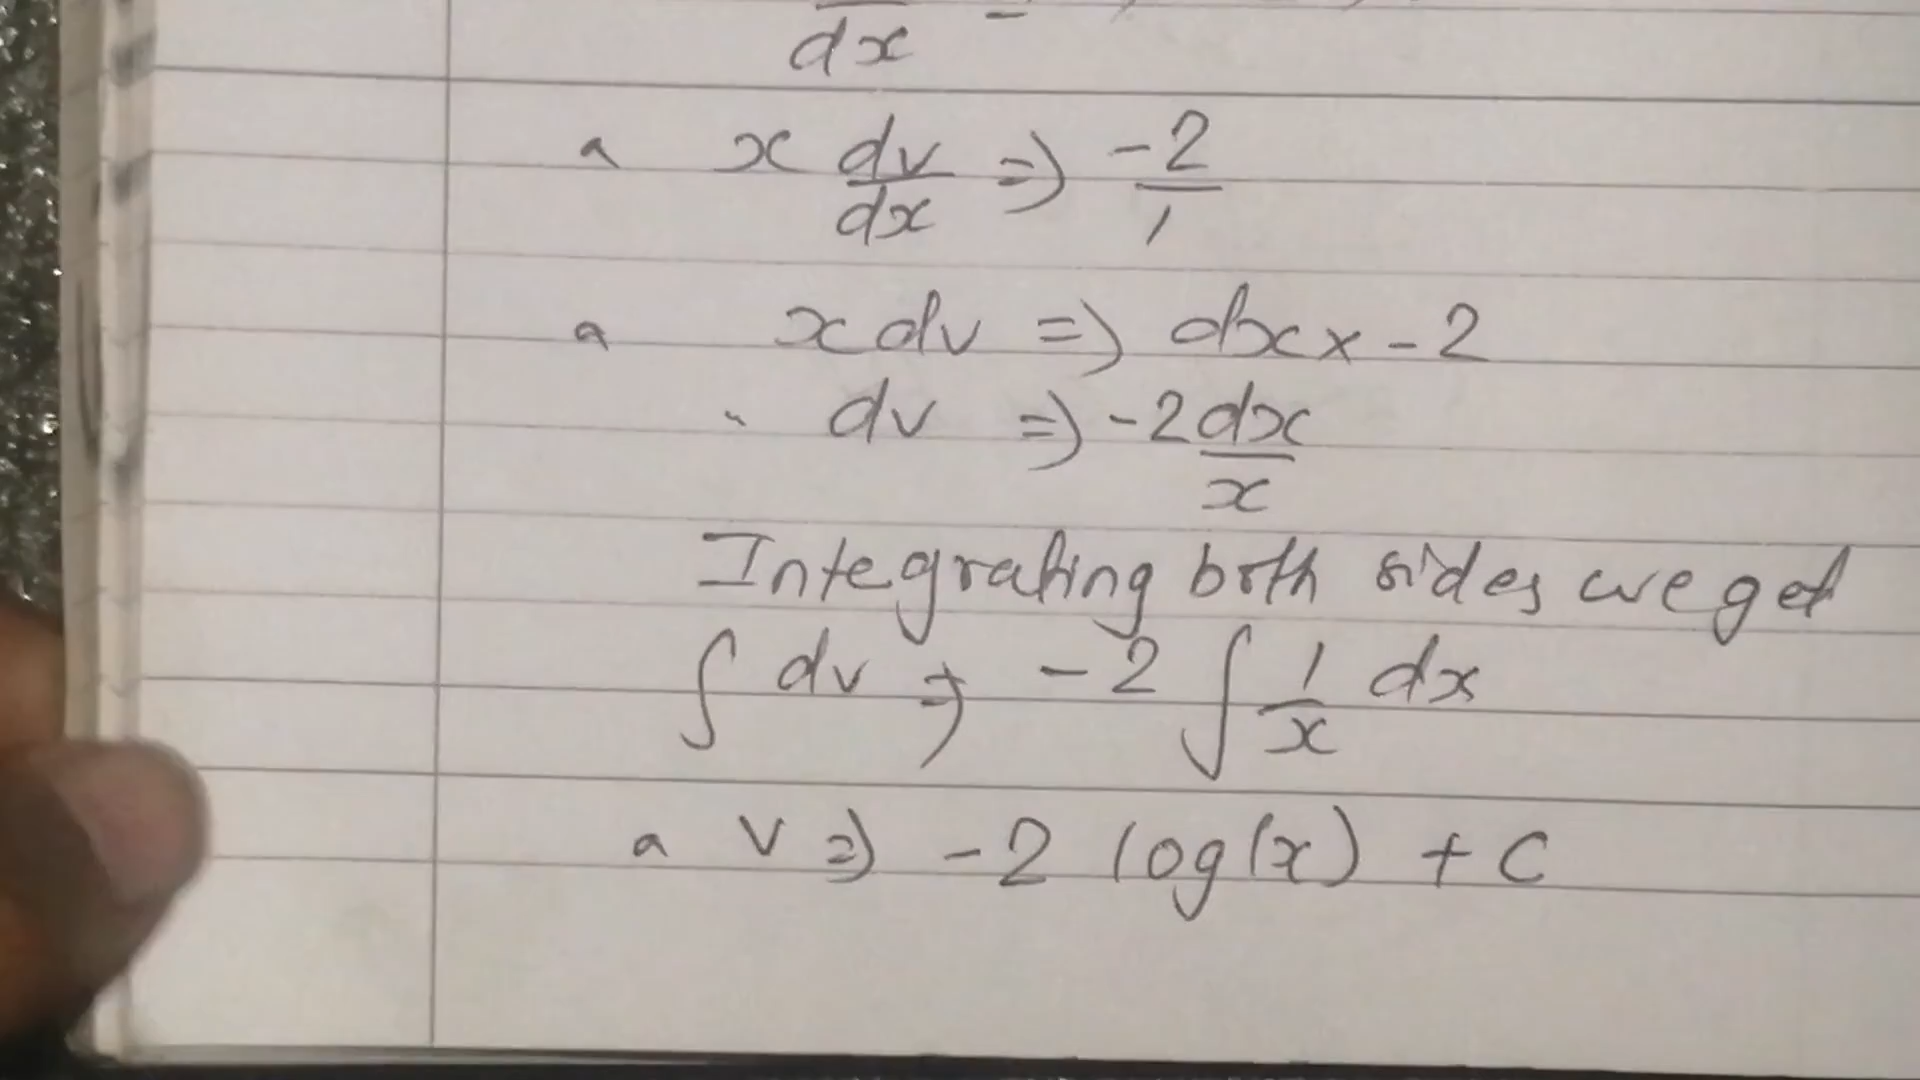 dx
a x dv/dx => -2/1
a x dv => dx x -2
dv => -2 dx/x
Integrating both sides we get
∫ dv => -2 ∫ 1/x dx
a v => -2 log(x) + C